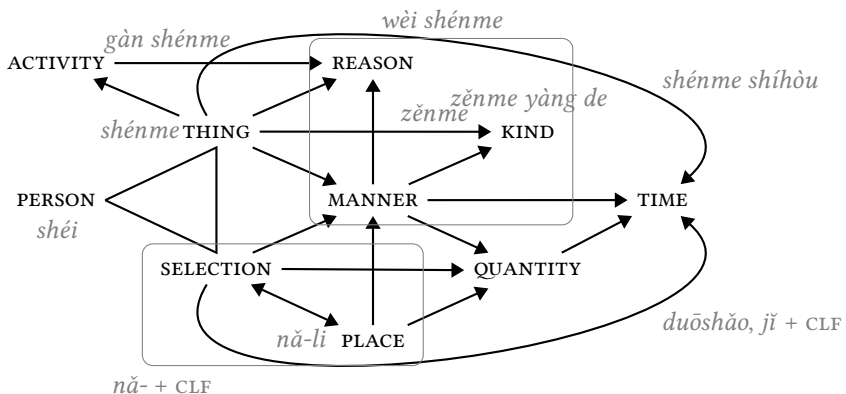 wèi shénme
gàn shénme
ACTIVITY
REASON
shénme shíhòu
zěnme yàng de
zěnme
shénme THING
KIND
PERSON
MANNER
TIME
shéi
SELECTION
QUANTITY
duōshǎo, jǐ + CLF
nǎ-li PLACE
nǎ- + CLF